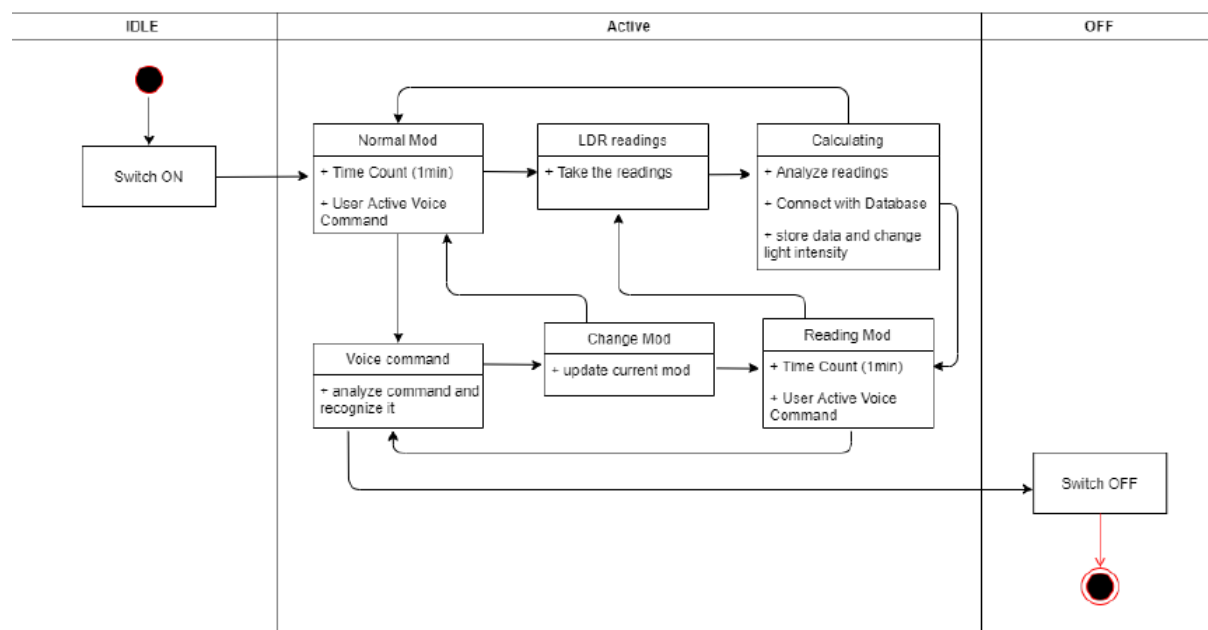 IDLE
Active
OFF
Switch ON
Normal Mod
+ Time Count (1min)
+ User Active Voice
Command
LDR readings
+ Take the readings
Calculating
+ Analyze readings
+ Connect with Database
+ store data and change
light intensity
Voice command
+ analyze command and
recognize it
Change Mod
+ update current mod
Reading Mod
+ Time Count (1min)
+ User Active Voice
Command
Switch OFF